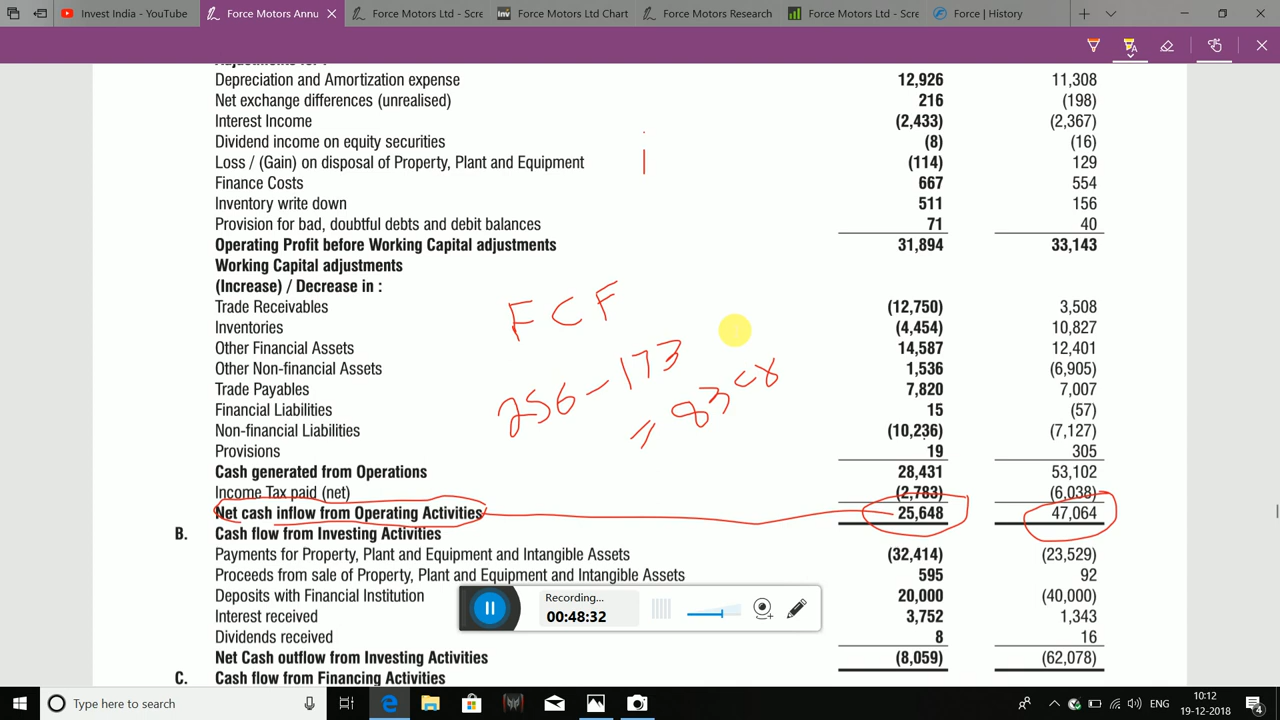 Invest India - YouTube
Force Motors Annu
Force Motors Ltd - Scre
Force Motors Ltd Chart
Force Motors Research
Force Motors Ltd - Scre
Force | History
Depreciation and Amortization expense 12,926 11,308
Net exchange differences (unrealised) 216 (198)
Interest Income (2,433) (2,367)
Dividend income on equity securities (8) (16)
Loss / (Gain) on disposal of Property, Plant and Equipment (114) 129
Finance Costs 667 554
Inventory write down 511 156
Provision for bad, doubtful debts and debit balances 71 40
Operating Profit before Working Capital adjustments 31,894 33,143
Working Capital adjustments
(Increase) / Decrease in :
Trade Receivables (12,750) 3,508
Inventories (4,454) 10,827
Other Financial Assets 14,587 12,401
Other Non-financial Assets 1,536 (6,905)
Trade Payables 7,820 7,007
Financial Liabilities 15 (57)
Non-financial Liabilities (10,236) (7,127)
Provisions 19 305
Cash generated from Operations 28,431 53,102
Income Tax paid (net) (2,783) (6,038)
Net cash inflow from Operating Activities 25,648 47,064
FCF
256 - 173
= 83 cr
B. Cash flow from Investing Activities
Payments for Property, Plant and Equipment and Intangible Assets (32,414) (23,529)
Proceeds from sale of Property, Plant and Equipment and Intangible Assets 595 92
Deposits with Financial Institution 20,000 (40,000)
Interest received 3,752 1,343
Dividends received 8 16
Net Cash outflow from Investing Activities (8,059) (62,078)
C. Cash flow from Financing Activities
Recording...
00:48:32
Type here to search
ENG
10:12
19-12-2018
4